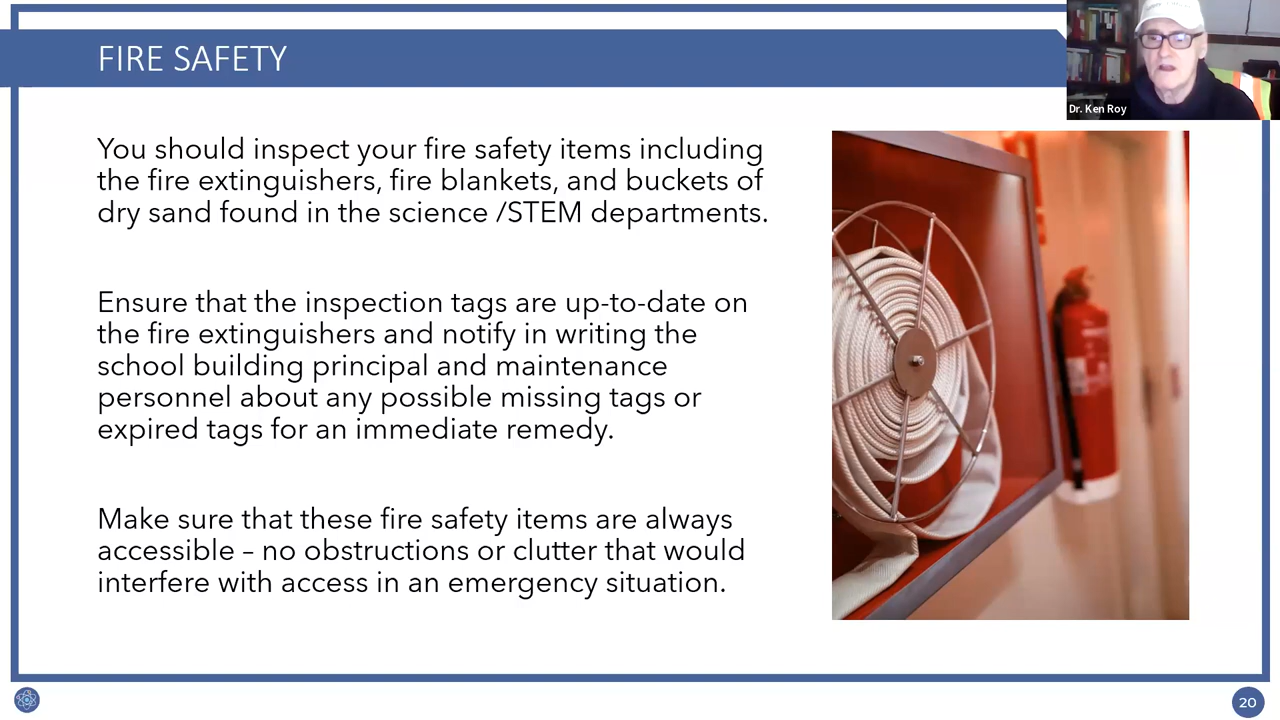 FIRE SAFETY
Dr. Ken Roy
You should inspect your fire safety items including
the fire extinguishers, fire blankets, and buckets of
dry sand found in the science /STEM departments.
Ensure that the inspection tags are up-to-date on
the fire extinguishers and notify in writing the
school building principal and maintenance
personnel about any possible missing tags or
expired tags for an immediate remedy.
Make sure that these fire safety items are always
accessible – no obstructions or clutter that would
interfere with access in an emergency situation.
20